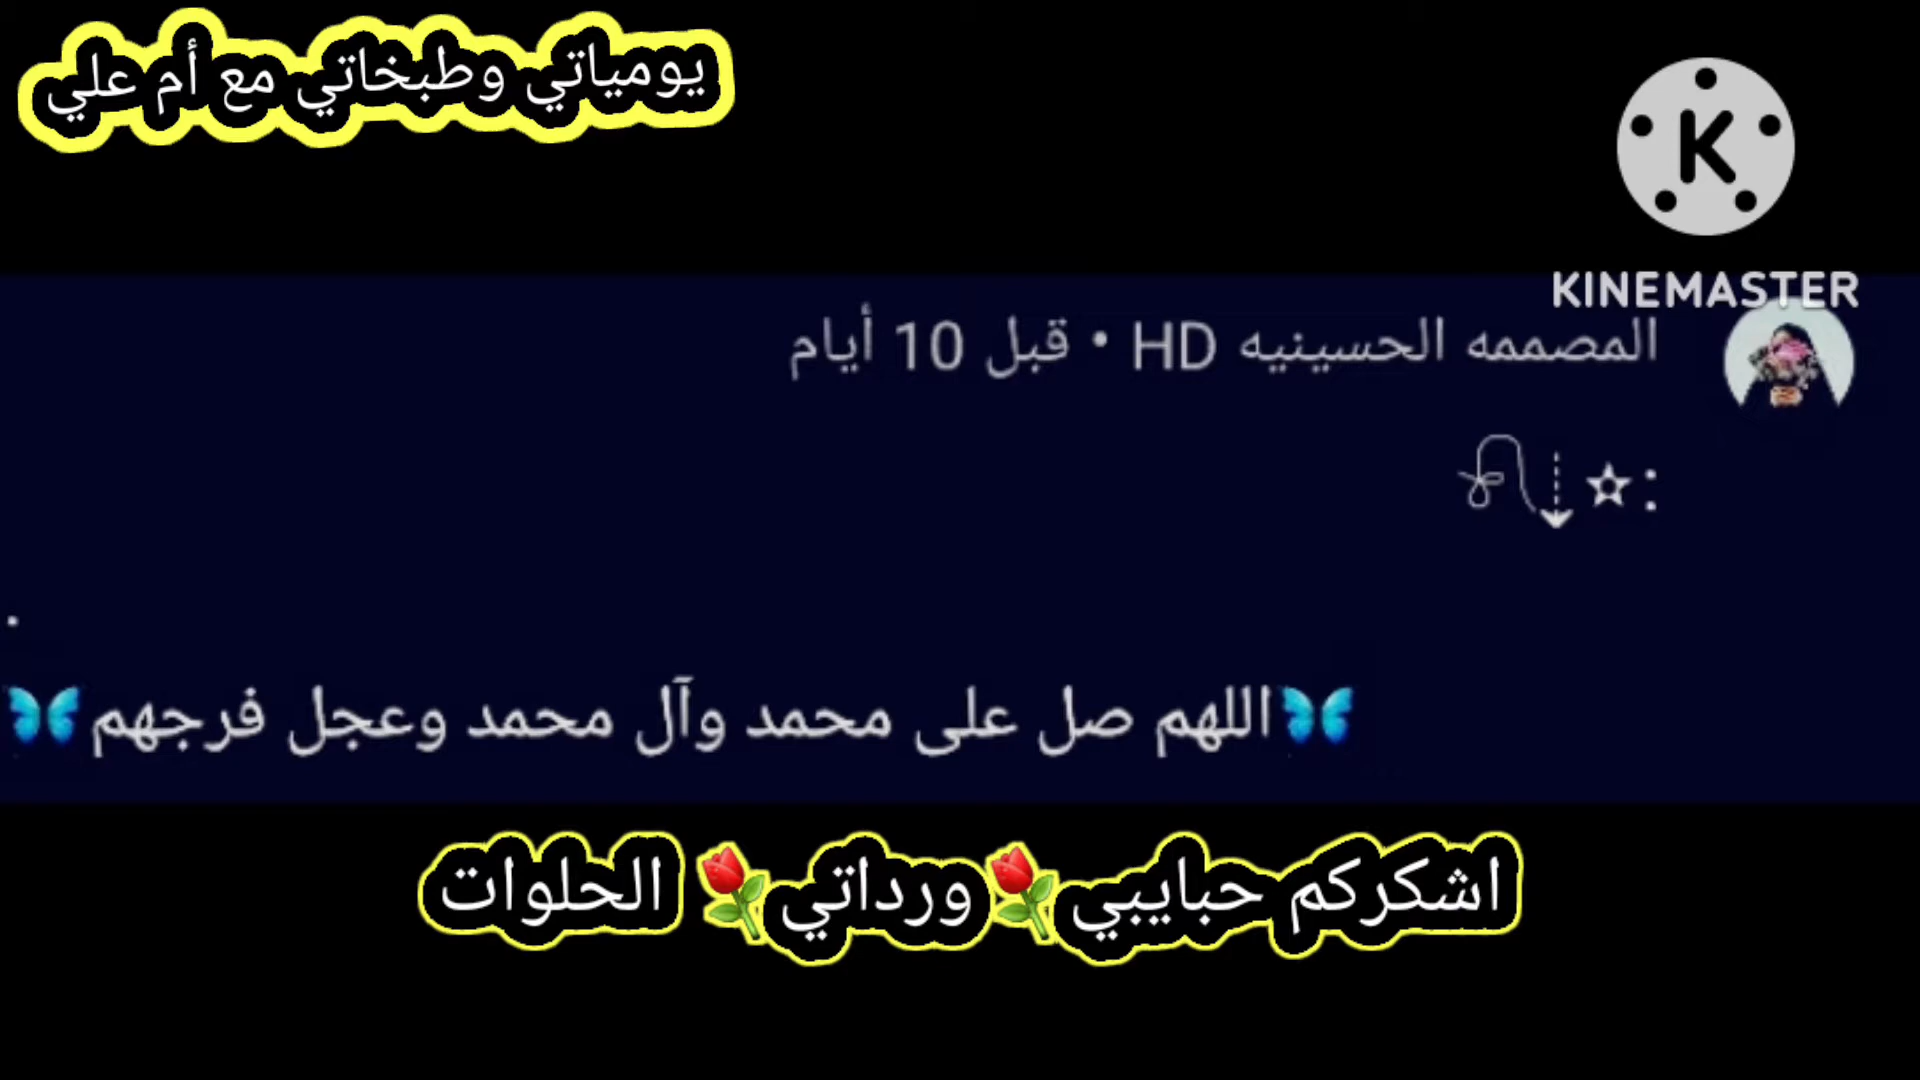 يومياتي وطبخاتي مع أم علي
KINEMASTER
المصممه الحسينيه HD • قبل 10 أيام
:☆⇣
.
🦋اللهم صل على محمد وآل محمد وعجل فرجهم🦋
اشكركم حبايبي🌹ورداتي🌹 الحلوات